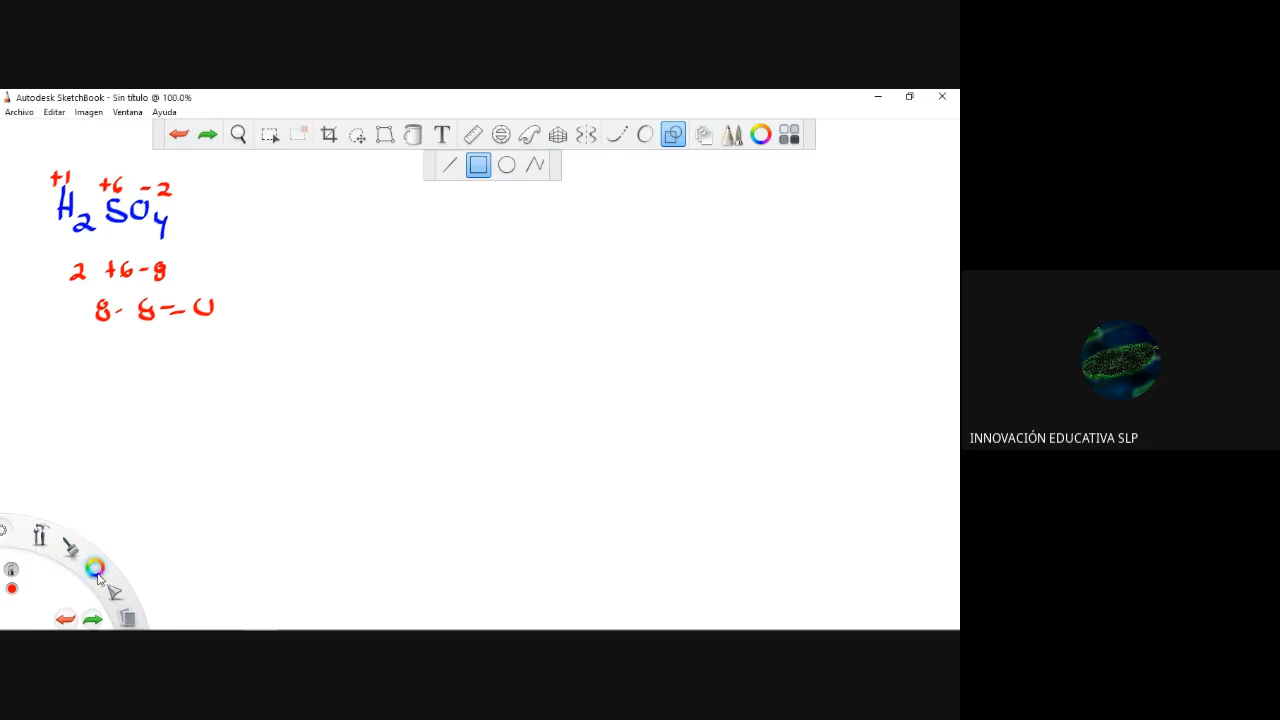 Autodesk SketchBook - Sin título @ 100.0%
Archivo Editar Imagen Ventana Ayuda
T
+1 +6 -2
H2SO4
2 +6-8
8-8=0
INNOVACIÓN EDUCATIVA SLP